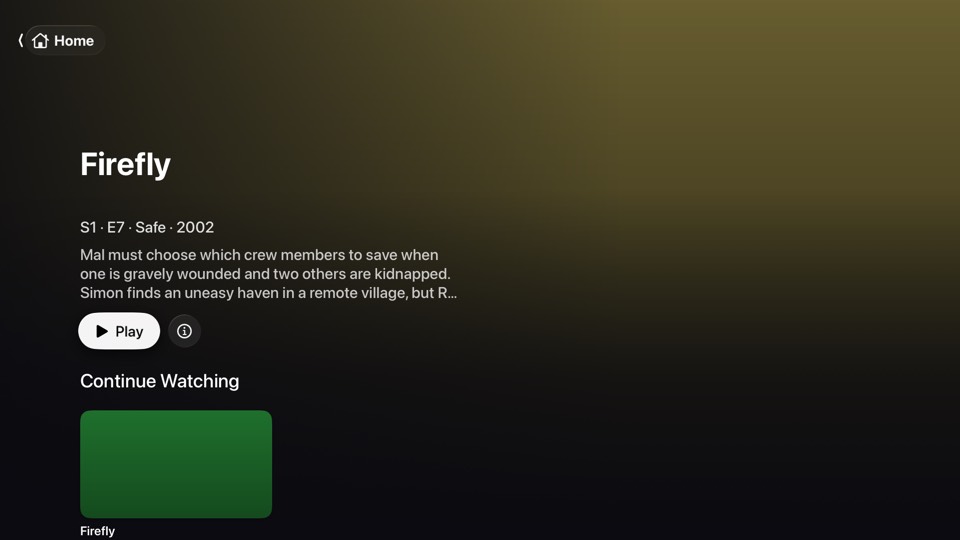 Home
Firefly
S1 · E7 · Safe · 2002
Mal must choose which crew members to save when
one is gravely wounded and two others are kidnapped.
Simon finds an uneasy haven in a remote village, but R...
Play
Continue Watching
Firefly